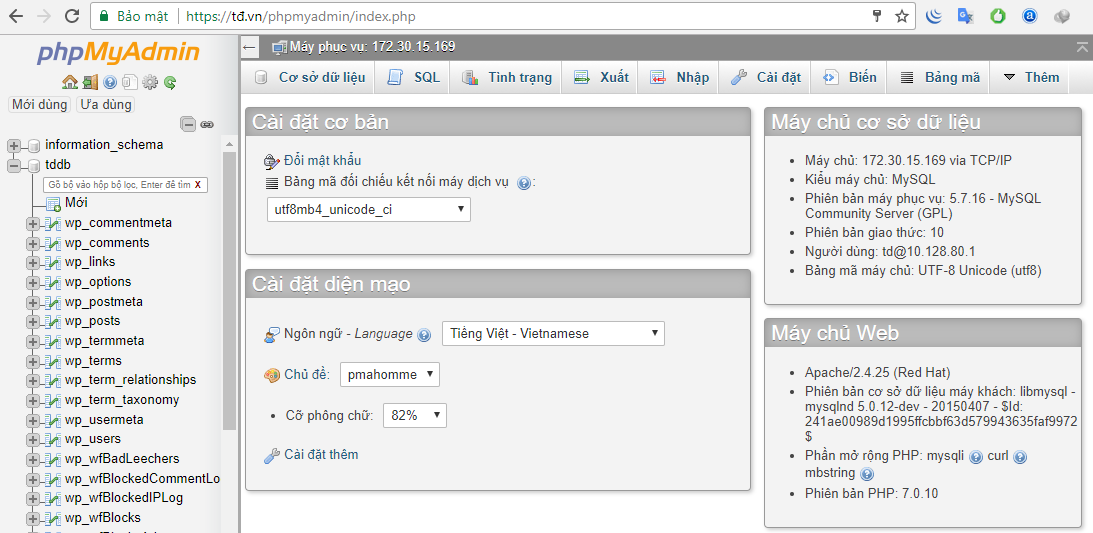 Bảo mật https://tđ.vn/phpmyadmin/index.php
phpMyAdmin
Mới dùng Ưa dùng
information_schema
tddb
Gõ bộ vào hộp bộ lọc, Enter để tìm X
Mới
wp_commentmeta
wp_comments
wp_links
wp_options
wp_postmeta
wp_posts
wp_termmeta
wp_terms
wp_term_relationships
wp_term_taxonomy
wp_usermeta
wp_users
wp_wfBadLeechers
wp_wfBlockedCommentLo
wp_wfBlockedIPLog
wp_wfBlocks
Máy phục vụ: 172.30.15.169
Cơ sở dữ liệu SQL Tình trạng Xuất Nhập Cài đặt Biến Bảng mã Thêm
Cài đặt cơ bản
Đổi mật khẩu
Bảng mã đối chiếu kết nối máy dịch vụ :
utf8mb4_unicode_ci
Cài đặt diện mạo
Ngôn ngữ - Language Tiếng Việt - Vietnamese
Chủ đề: pmahomme
Cỡ phông chữ: 82%
Cài đặt thêm
Máy chủ cơ sở dữ liệu
Máy chủ: 172.30.15.169 via TCP/IP
Kiểu máy chủ: MySQL
Phiên bản máy phục vụ: 5.7.16 - MySQL
Community Server (GPL)
Phiên bản giao thức: 10
Người dùng: td@10.128.80.1
Bảng mã máy chủ: UTF-8 Unicode (utf8)
Máy chủ Web
Apache/2.4.25 (Red Hat)
Phiên bản cơ sở dữ liệu máy khách: libmysql -
mysqlnd 5.0.12-dev - 20150407 - $Id:
241ae00989d1995ffcbbf63d579943635faf9972
$
Phần mở rộng PHP: mysqli curl
mbstring
Phiên bản PHP: 7.0.10